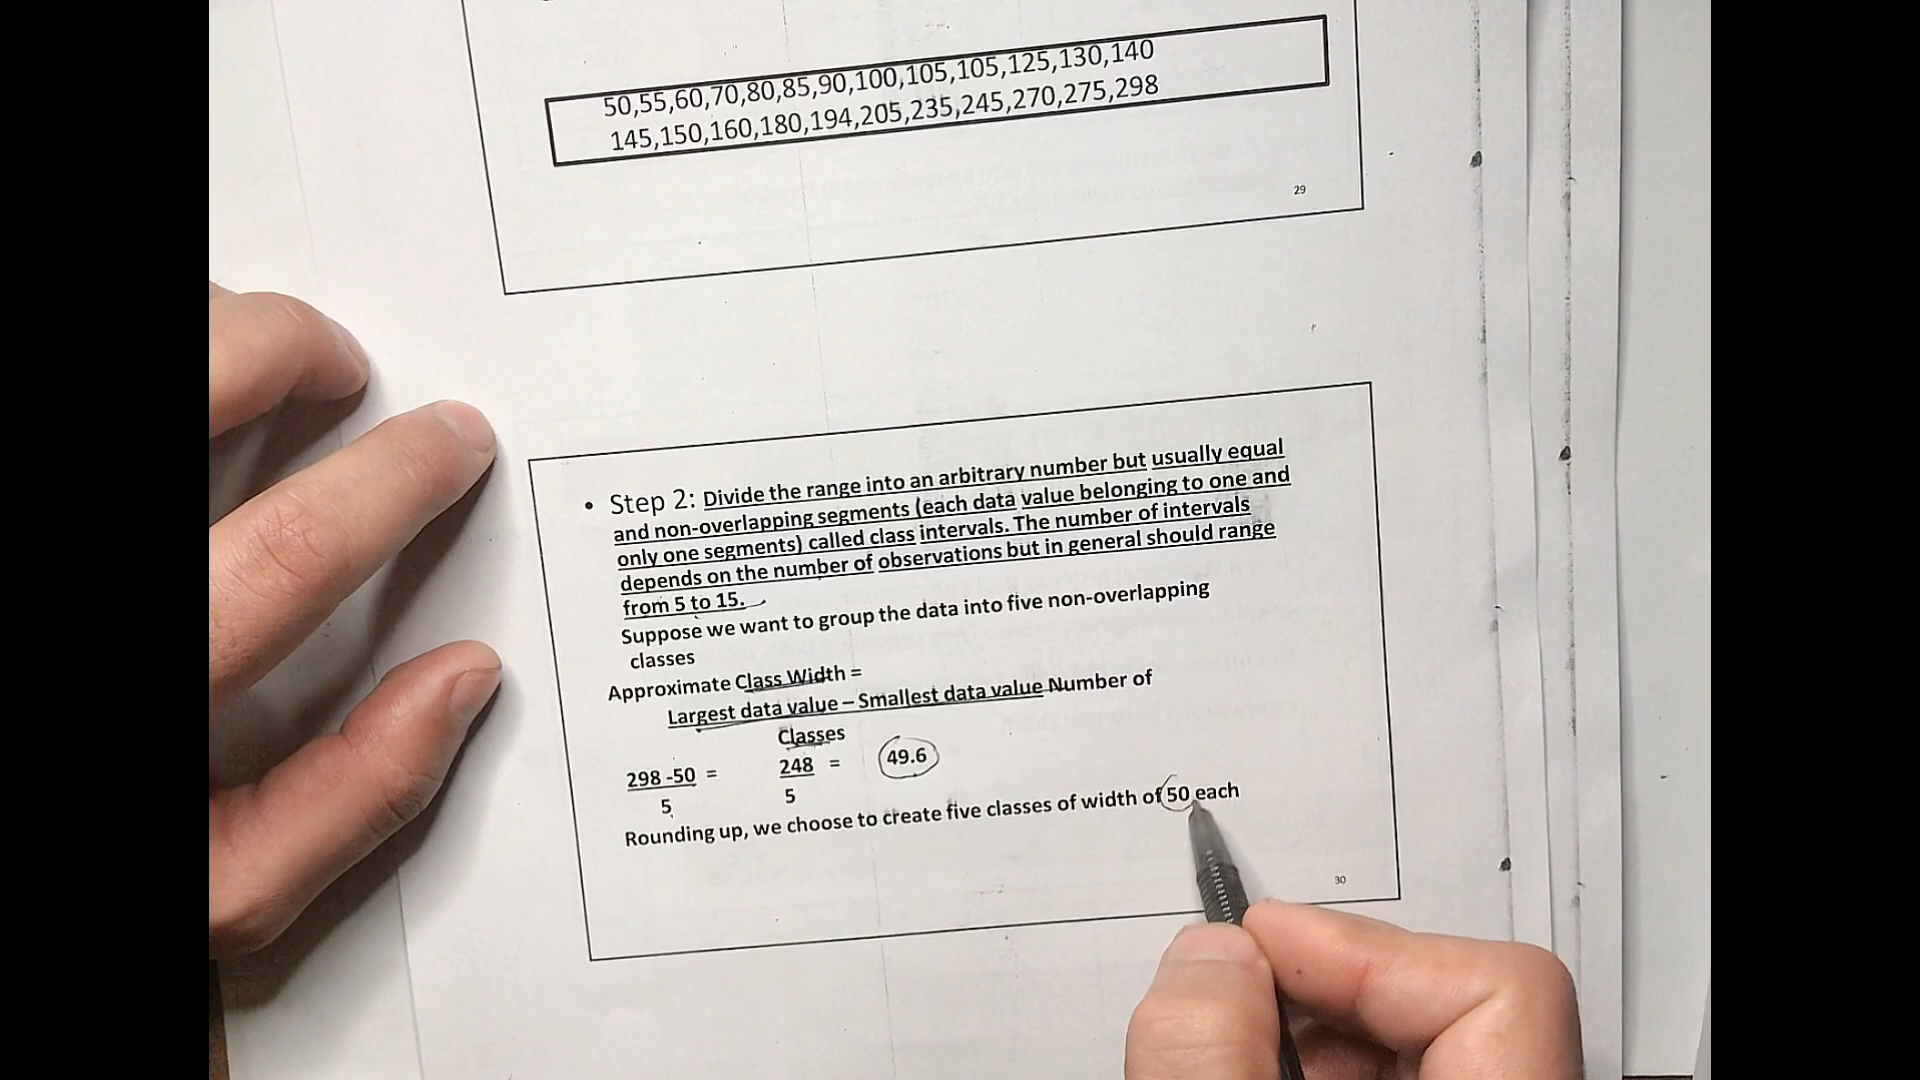 50,55,60,70,80,85,90,100,105,105,125,130,140
145,150,160,180,194,205,235,245,270,275,298
29
• Step 2: Divide the range into an arbitrary number but usually equal
and non-overlapping segments (each data value belonging to one and
only one segments) called class intervals. The number of intervals
depends on the number of observations but in general should range
from 5 to 15.
Suppose we want to group the data into five non-overlapping
classes
Approximate Class Width =
Largest data value – Smallest data value Number of
Classes
298 -50 = 248 = 49.6
5 5
Rounding up, we choose to create five classes of width of 50 each
30